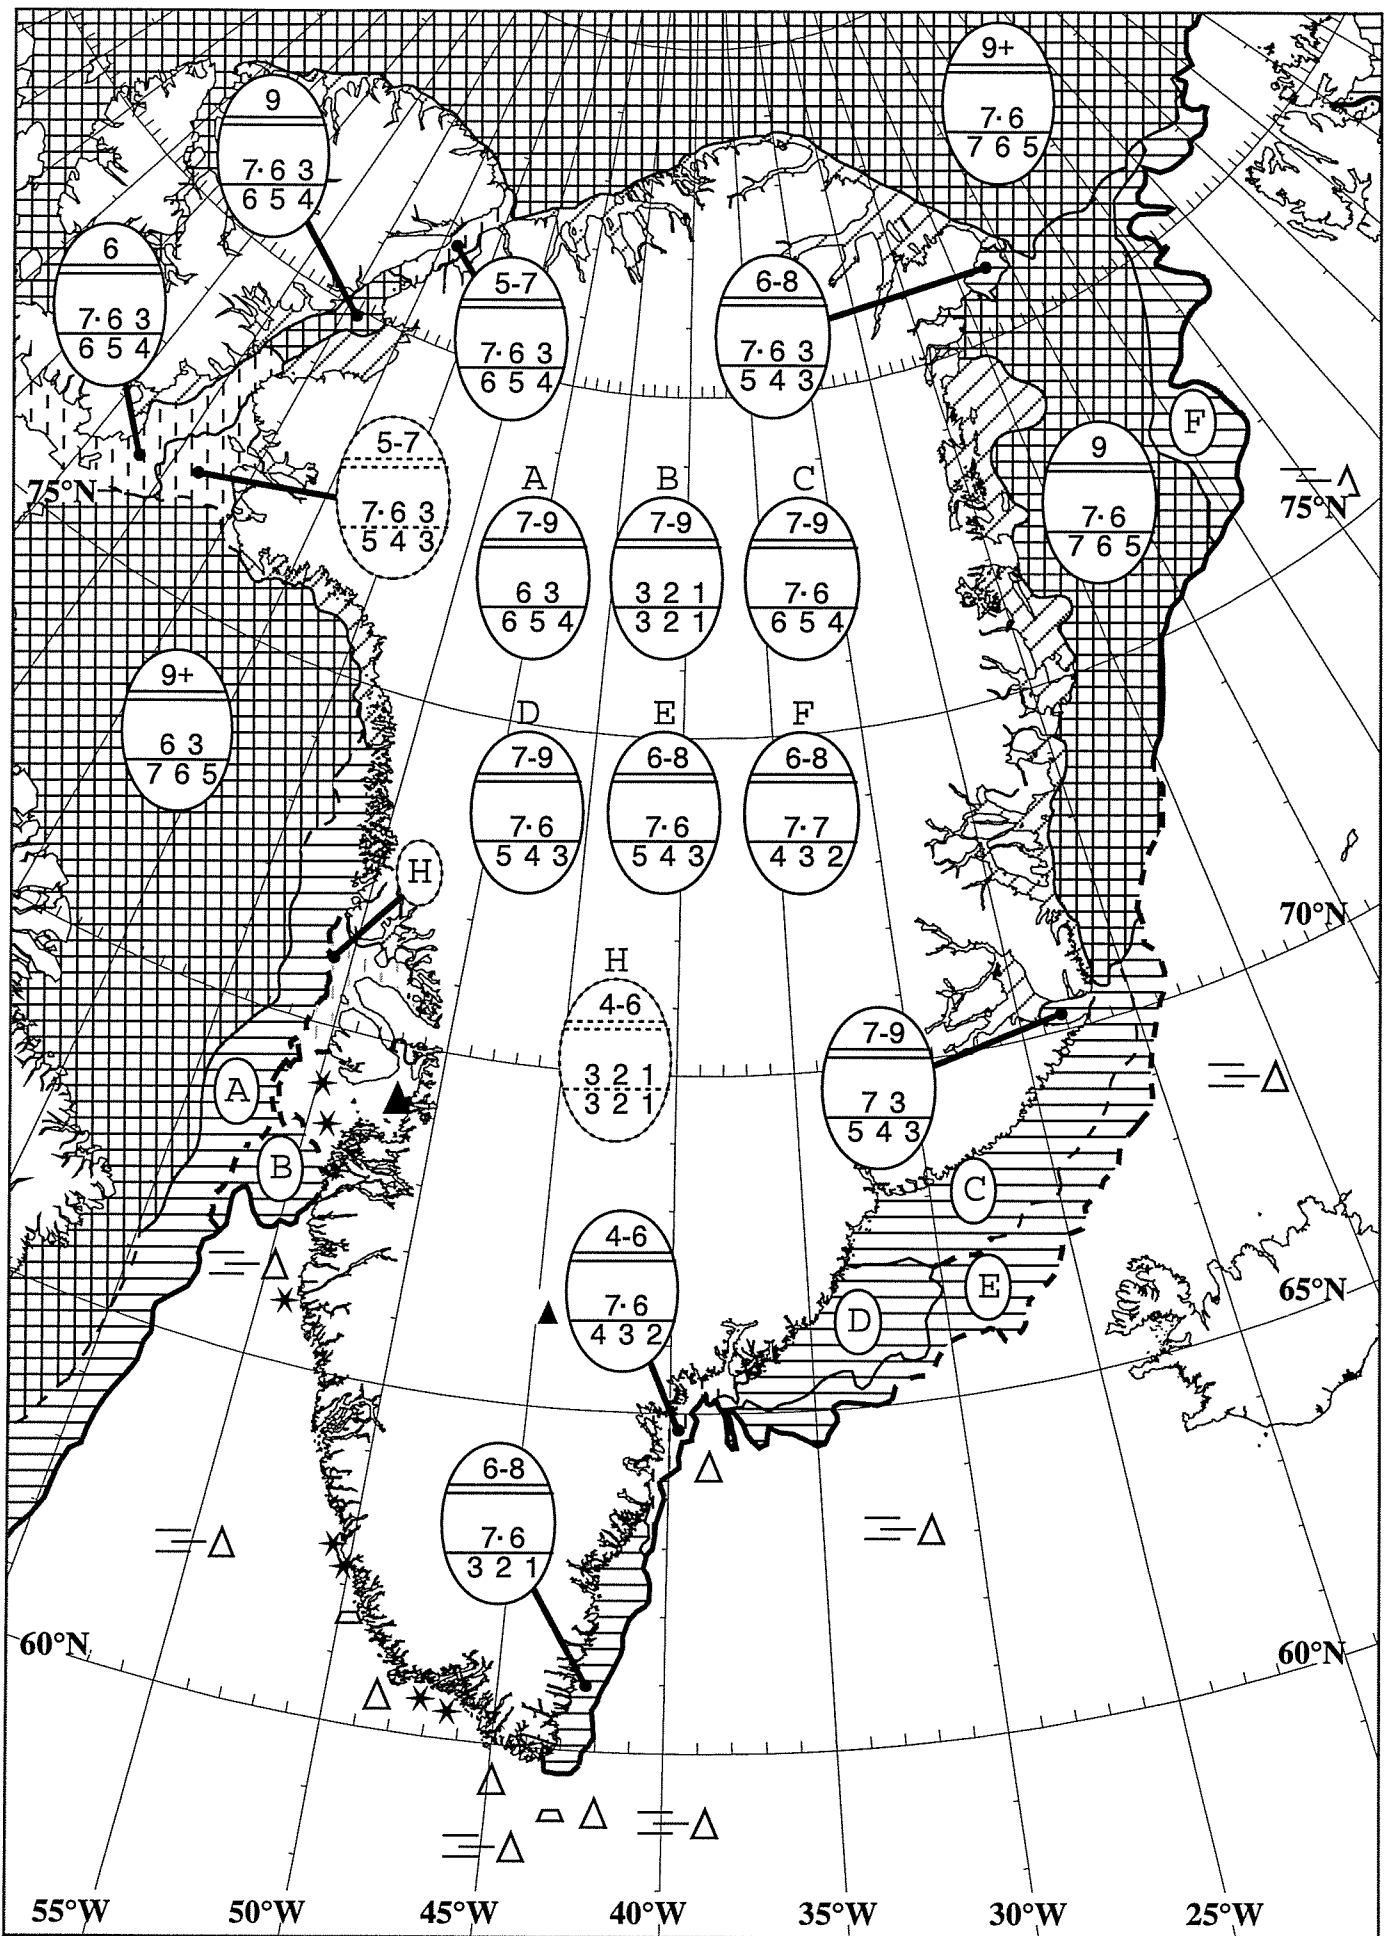 9+
7·6
7 6 5
9
7·6 3
6 5 4
6
7·6 3
6 5 4
5-7
7·6 3
6 5 4
6-8
7·6 3
5 4 3
F
5-7
7·6 3
5 4 3
9
7·6
7 6 5
75°N
75°N
A
B
C
7-9
6 3
6 5 4
7-9
3 2 1
3 2 1
7-9
7·6
6 5 4
9+
6 3
7 6 5
D
E
F
7-9
7·6
5 4 3
6-8
7·6
5 4 3
6-8
7·7
4 3 2
H
70°N
H
4-6
3 2 1
3 2 1
7-9
7 3
5 4 3
A
B
C
D
E
4-6
7·6
4 3 2
65°N
6-8
7·6
3 2 1
60°N
60°N
55°W
50°W
45°W
40°W
35°W
30°W
25°W